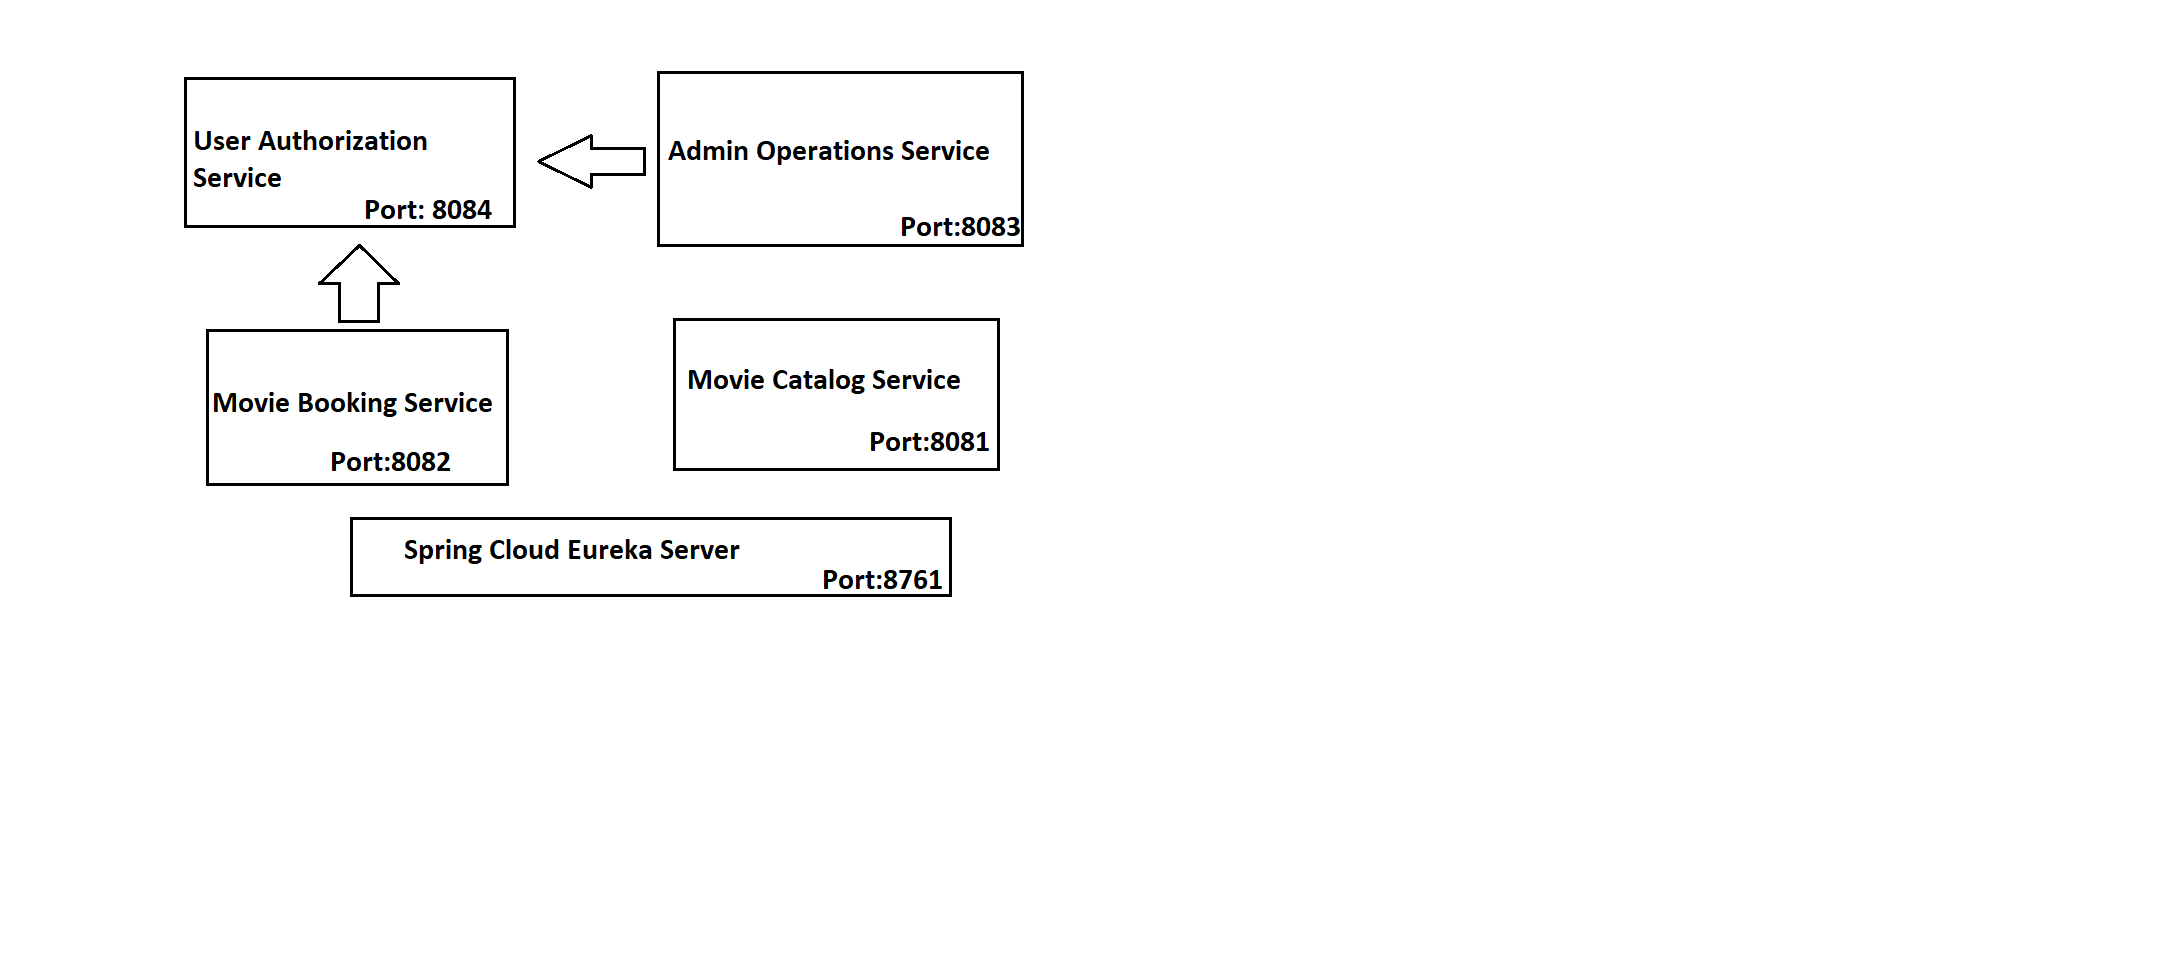 User Authorization
Service
Port: 8084
Admin Operations Service
Port:8083
Movie Booking Service
Port:8082
Movie Catalog Service
Port:8081
Spring Cloud Eureka Server
Port:8761